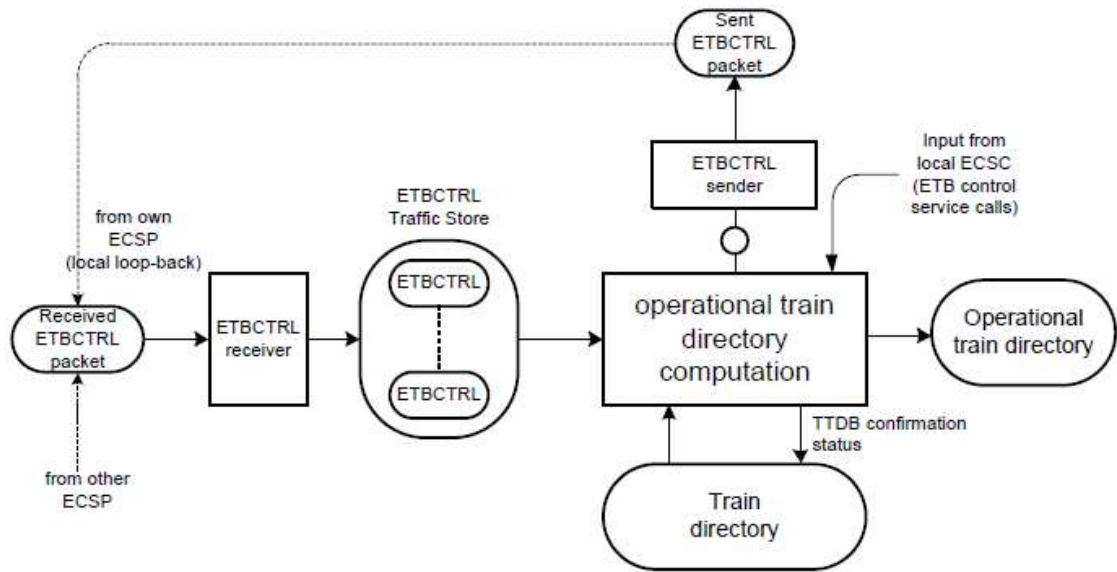 Sent
ETBCTRL
packet
ETBCTRL
sender
Input from
local ECSC
(ETB control
service calls)
ETBCTRL
Traffic Store
from own
ECSP
(local loop-back)
ETBCTRL
ETBCTRL
Received
ETBCTRL
packet
ETBCTRL
receiver
operational train
directory
computation
Operational
train directory
TTDB confirmation
status
from other
ECSP
Train
directory